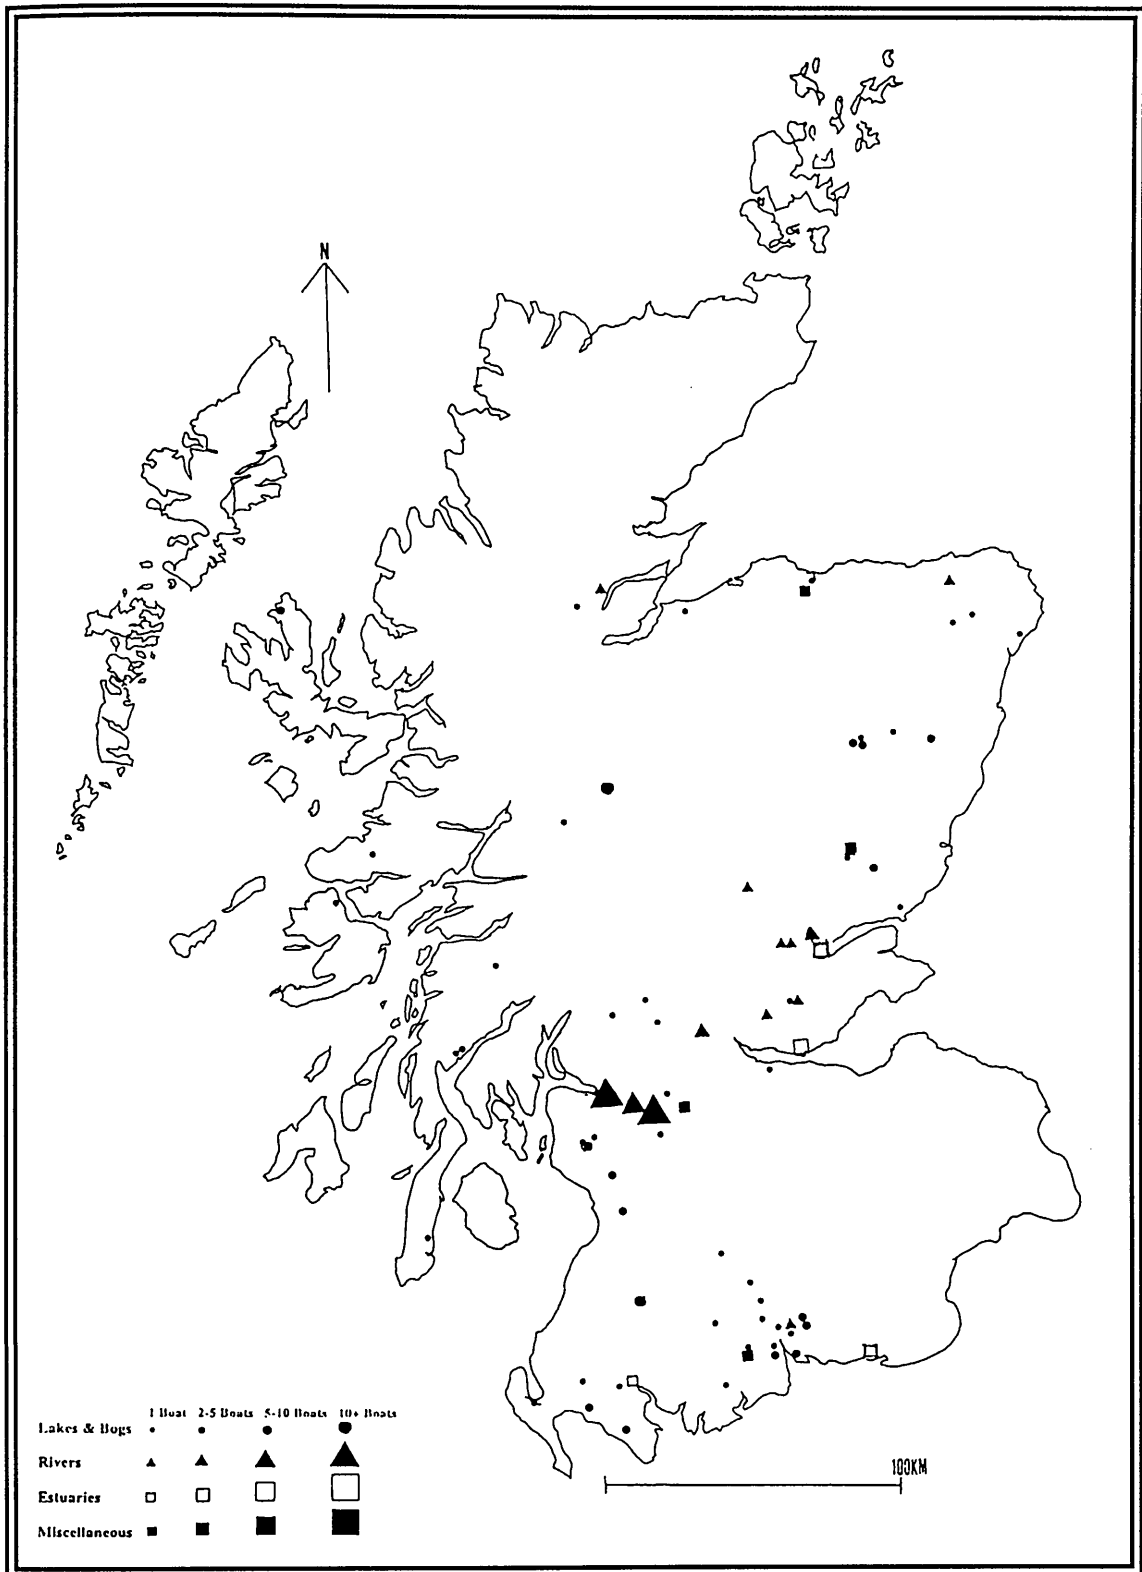 N
1 Boat 2-5 Boats 5-10 Boats 10+ Boats
Lakes & Bogs
Rivers
Estuaries
Miscellaneous
100KM